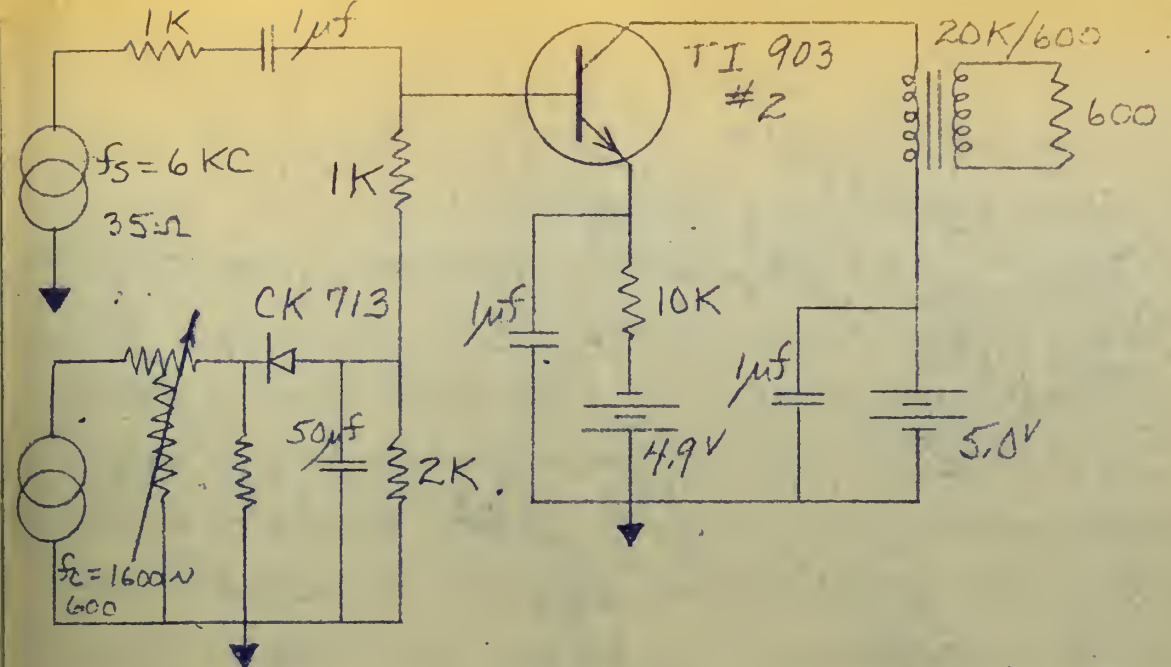 1K
1µf
TI 903
#2
20K/600
600
fs = 6 KC
35Ω
1K
CK 713
1µf
10K
1µf
50µf
2K
4.9V
5.0V
fc = 1600~
600